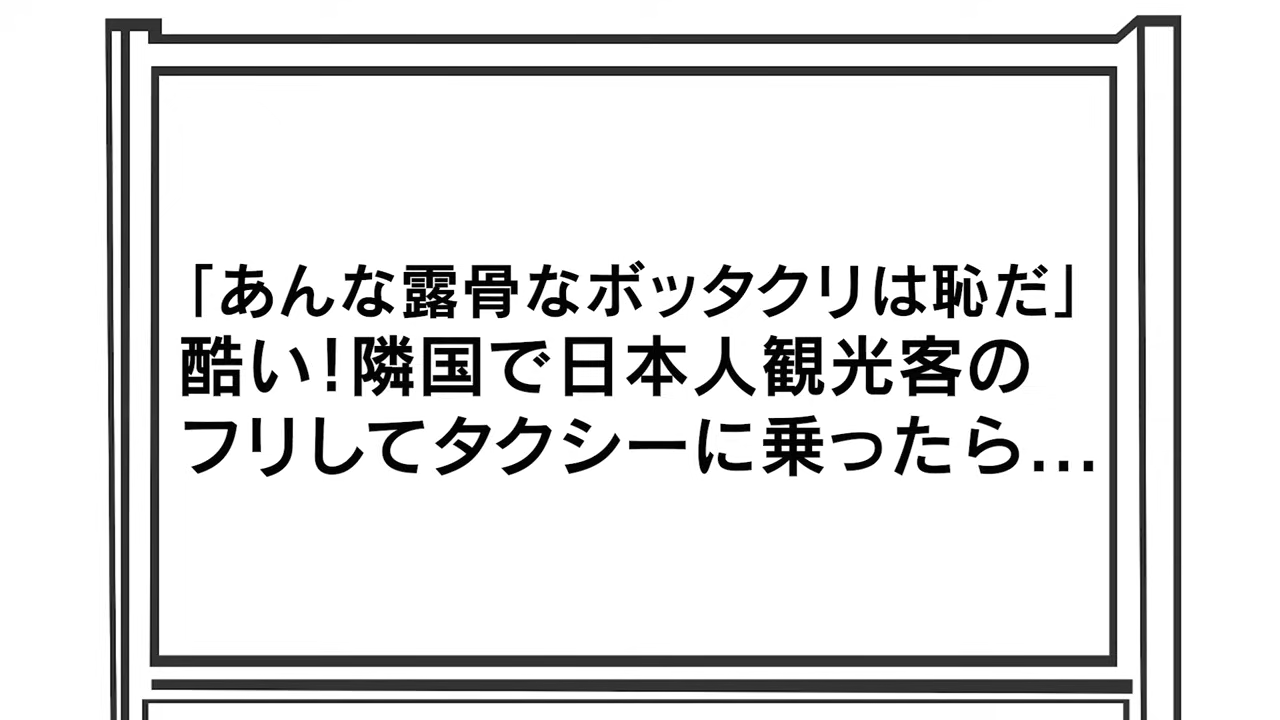 「あんな露骨なボッタクリは恥だ」
酷い！隣国で日本人観光客の
フリしてタクシーに乗ったら…